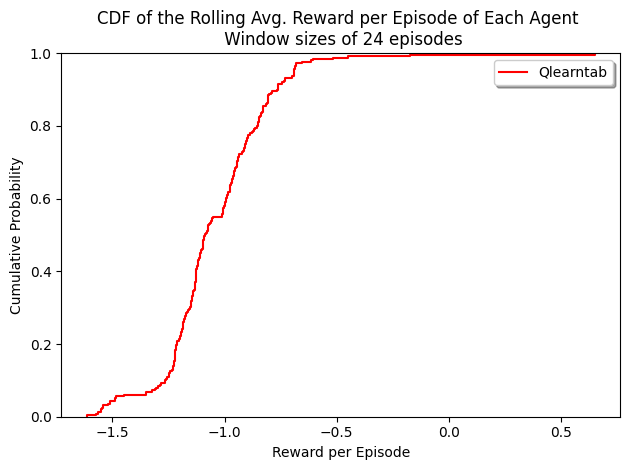 CDF of the Rolling Avg. Reward per Episode of Each Agent
Window sizes of 24 episodes
Qlearntab
1.0
0.8
0.6
0.4
0.2
0.0
Cumulative Probability
−1.5
−1.0
−0.5
0.0
0.5
Reward per Episode